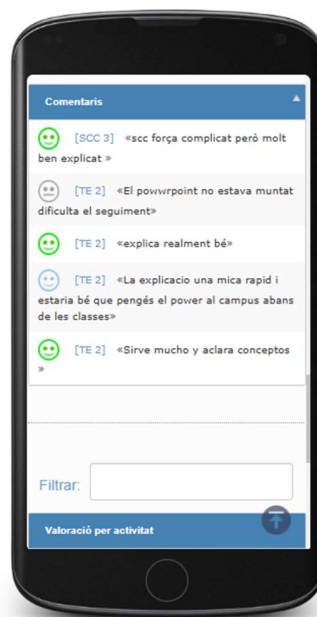 Comentaris
[SCC 3] «scc força complicat però molt
ben explicat »
[TE 2] «El powwrpoint no estava muntat
dificulta el seguiment»
[TE 2] «explica realment bé»
[TE 2] «La explicacio una mica rapid i
estaria bé que pengés el power al campus abans
de les classes»
[TE 2] «Sirve mucho y aclara conceptos
»
Filtrar:
Valoració per activitat